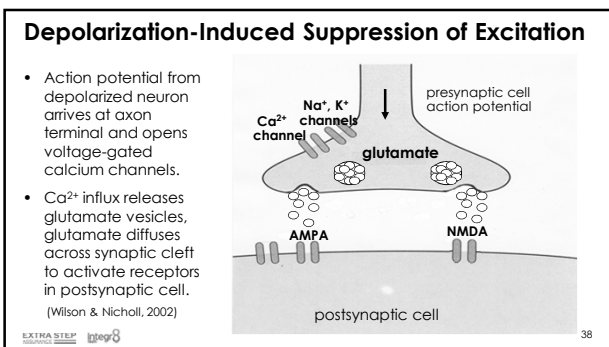 Depolarization-Induced Suppression of Excitation
• Action potential from
depolarized neuron
arrives at axon
terminal and opens
voltage-gated
calcium channels.
• Ca²⁺ influx releases
glutamate vesicles,
glutamate diffuses
across synaptic cleft
to activate receptors
in postsynaptic cell.
(Wilson & Nicholl, 2002)
Na⁺, K⁺
channels
Ca²⁺
channel
presynaptic cell
action potential
glutamate
AMPA
NMDA
postsynaptic cell
EXTRA STEP
ASSURANCE
integr8
38